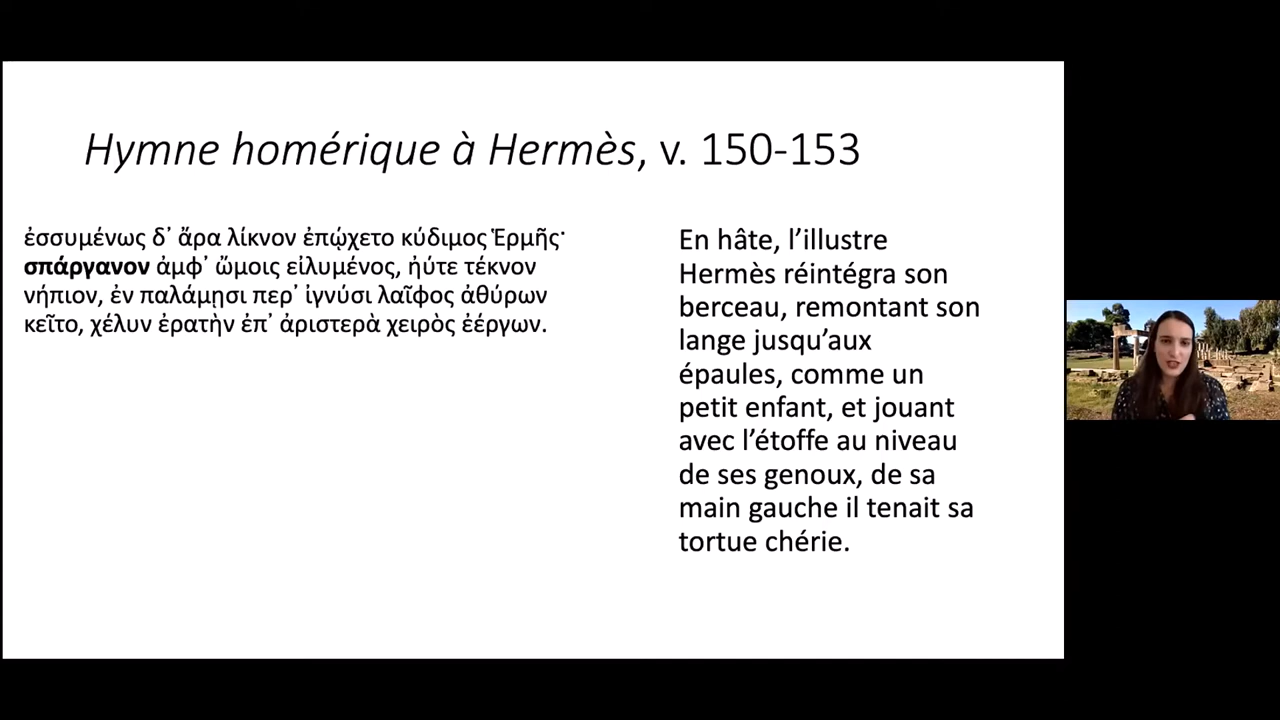 Hymne homérique à Hermès, v. 150-153
ἐσσυμένως δ᾽ ἄρα λίκνον ἐπῴχετο κύδιμος Ἑρμῆς·
σπάργανον ἀμφ᾽ ὤμοις εἰλυμένος, ἠύτε τέκνον
νήπιον, ἐν παλάμῃσι περ᾽ ἰγνύσι λαῖφος ἀθύρων
κεῖτο, χέλυν ἐρατὴν ἐπ᾽ ἀριστερὰ χειρὸς ἐέργων.
En hâte, l’illustre
Hermès réintégra son
berceau, remontant son
lange jusqu’aux
épaules, comme un
petit enfant, et jouant
avec l’étoffe au niveau
de ses genoux, de sa
main gauche il tenait sa
tortue chérie.